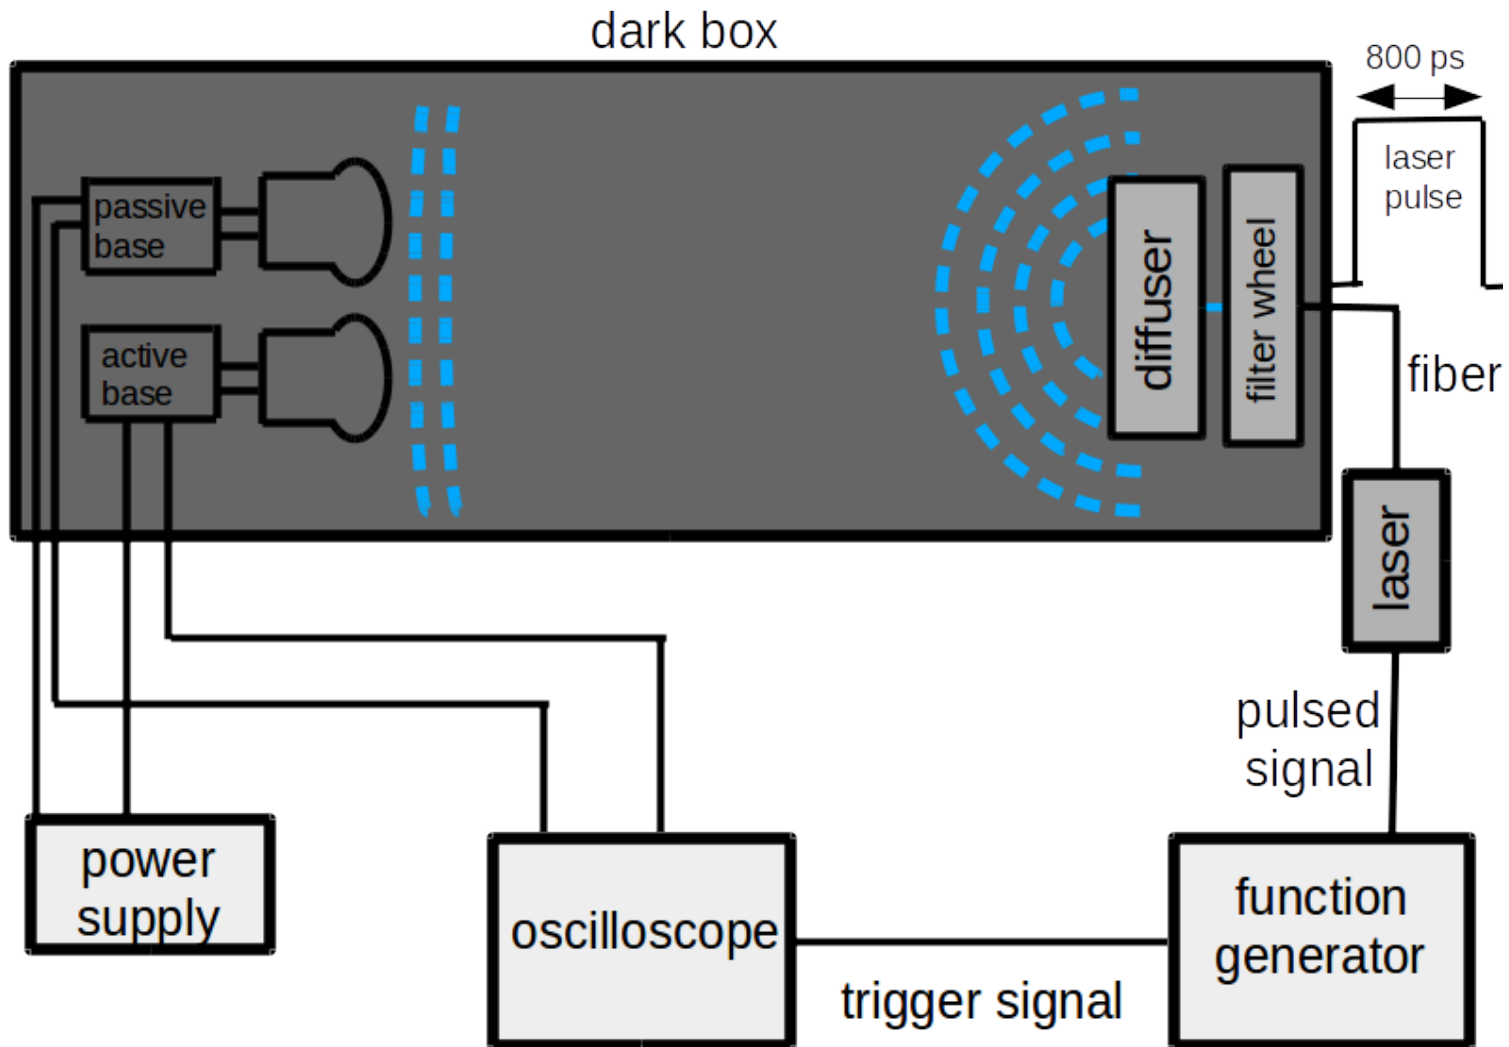 dark box
800 ps
laser
pulse
passive
base
active
base
diffuser
filter wheel
fiber
laser
pulsed
signal
power
supply
oscilloscope
function
generator
trigger signal